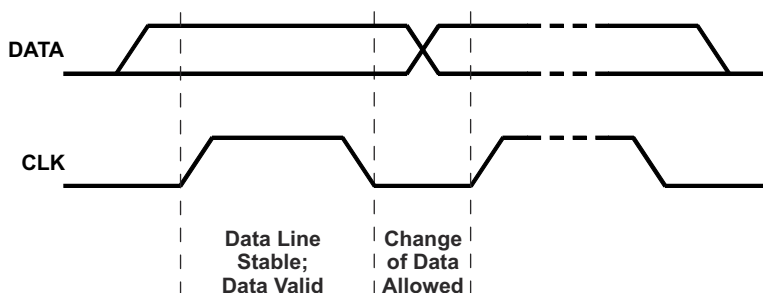 DATA
CLK
Data Line
Stable;
Data Valid
Change
of Data
Allowed